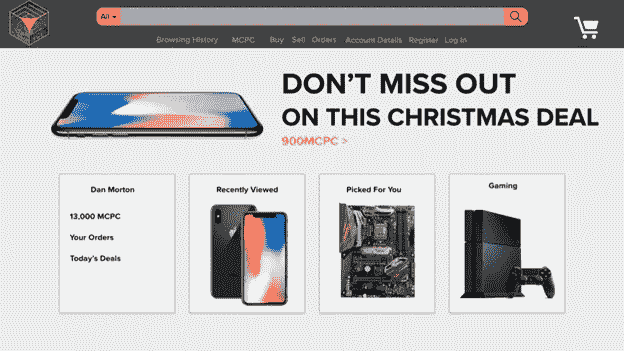 All
Browsing History MCPC Buy Sell Orders Account Details Register Log In
DON'T MISS OUT
ON THIS CHRISTMAS DEAL
900MCPC >
Dan Morton
13,000 MCPC
Your Orders
Today's Deals
Recently Viewed
Picked For You
Gaming